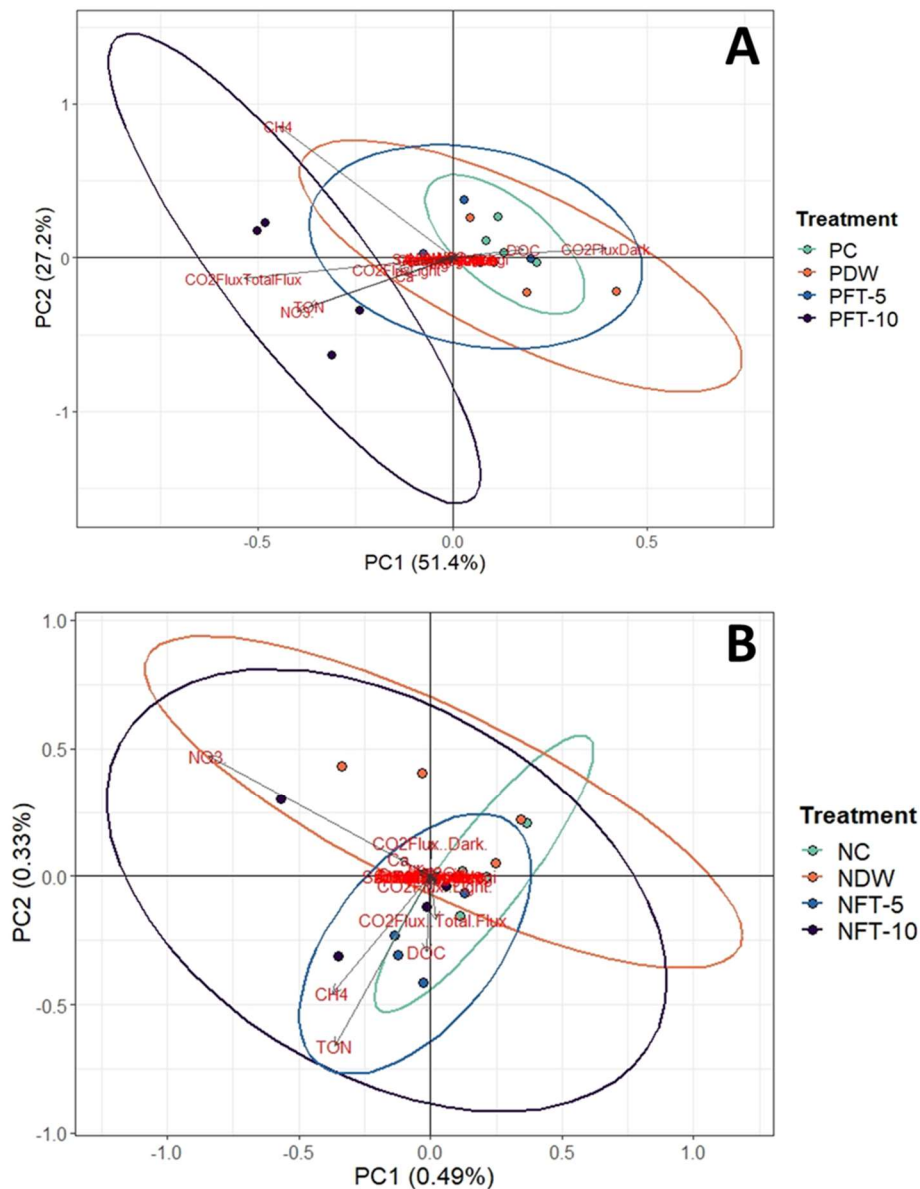 A
1
CH4
DOC
CO2FluxDark
0
CO2FluxLight
CO2FluxTotalFlux
Ca
TON
NO3.
-1
-0.5
0.0
0.5
PC1 (51.4%)
PC2 (27.2%)
Treatment
PC
PDW
PFT-5
PFT-10
B
1.0
0.5
NO3
CO2Flux..Dark.
Ca
0.0
CO2Flux..Light.
CO2Flux..Total.Flux.
DOC
-0.5
CH4
TON
-1.0
-1.0
-0.5
0.0
0.5
1.0
PC1 (0.49%)
PC2 (0.33%)
Treatment
NC
NDW
NFT-5
NFT-10